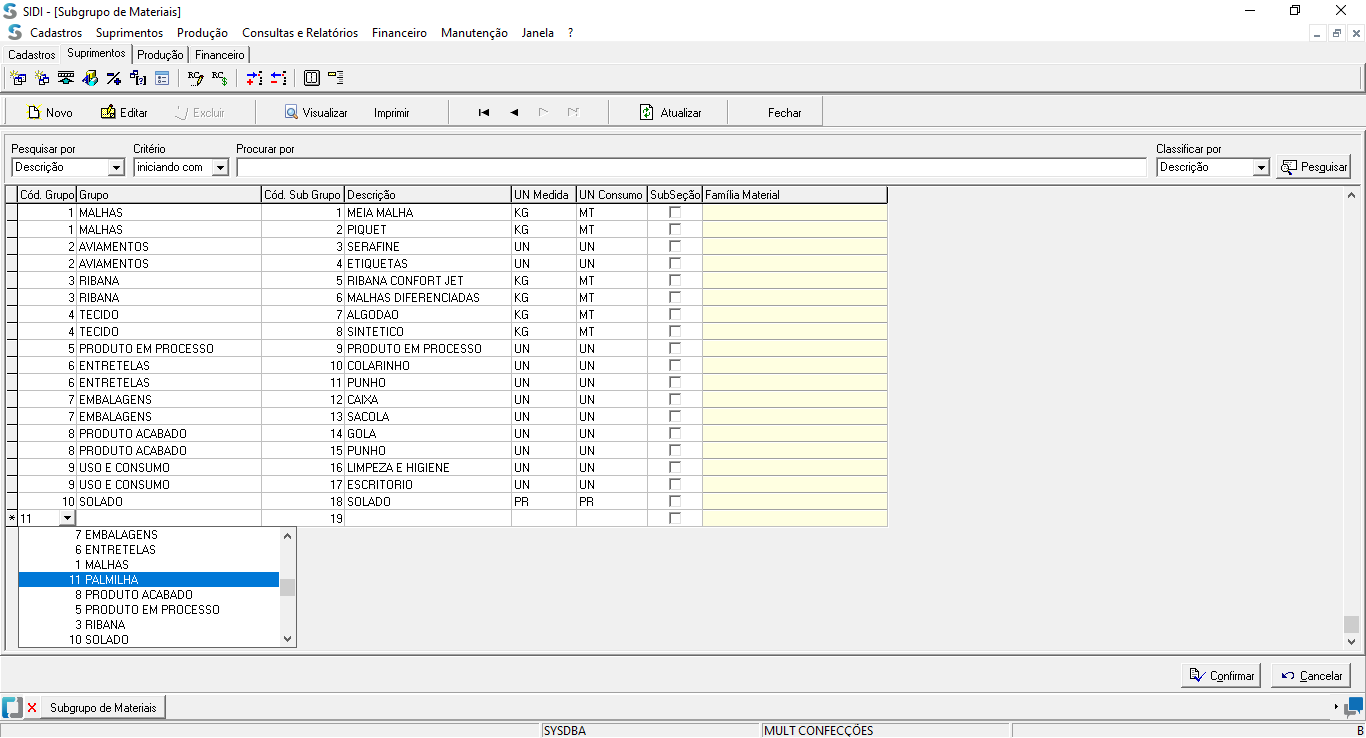 SIDI - [Subgrupo de Materiais]
Cadastros Suprimentos Produção Consultas e Relatórios Financeiro Manutenção Janela ?
Cadastros Suprimentos Produção Financeiro
Novo Editar Excluir Visualizar Imprimir Atualizar Fechar
Pesquisar por Critério Procurar por Classificar por
Descrição iniciando com Descrição Pesquisar
Cód. Grupo Grupo Cód. Sub Grupo Descrição UN Medida UN Consumo SubSeção Família Material
1 MALHAS 1 MEIA MALHA KG MT
1 MALHAS 2 PIQUET KG MT
2 AVIAMENTOS 3 SERAFINE UN UN
2 AVIAMENTOS 4 ETIQUETAS UN UN
3 RIBANA 5 RIBANA CONFORT JET KG MT
3 RIBANA 6 MALHAS DIFERENCIADAS KG MT
4 TECIDO 7 ALGODAO KG MT
4 TECIDO 8 SINTETICO KG MT
5 PRODUTO EM PROCESSO 9 PRODUTO EM PROCESSO UN UN
6 ENTRETELAS 10 COLARINHO UN UN
6 ENTRETELAS 11 PUNHO UN UN
7 EMBALAGENS 12 CAIXA UN UN
7 EMBALAGENS 13 SACOLA UN UN
8 PRODUTO ACABADO 14 GOLA UN UN
8 PRODUTO ACABADO 15 PUNHO UN UN
9 USO E CONSUMO 16 LIMPEZA E HIGIENE UN UN
9 USO E CONSUMO 17 ESCRITORIO UN UN
10 SOLADO 18 SOLADO PR PR
* 11 19
7 EMBALAGENS
6 ENTRETELAS
1 MALHAS
11 PALMILHA
8 PRODUTO ACABADO
5 PRODUTO EM PROCESSO
3 RIBANA
10 SOLADO
Confirmar Cancelar
Subgrupo de Materiais
SYSDBA MULT CONFECÇÕES B